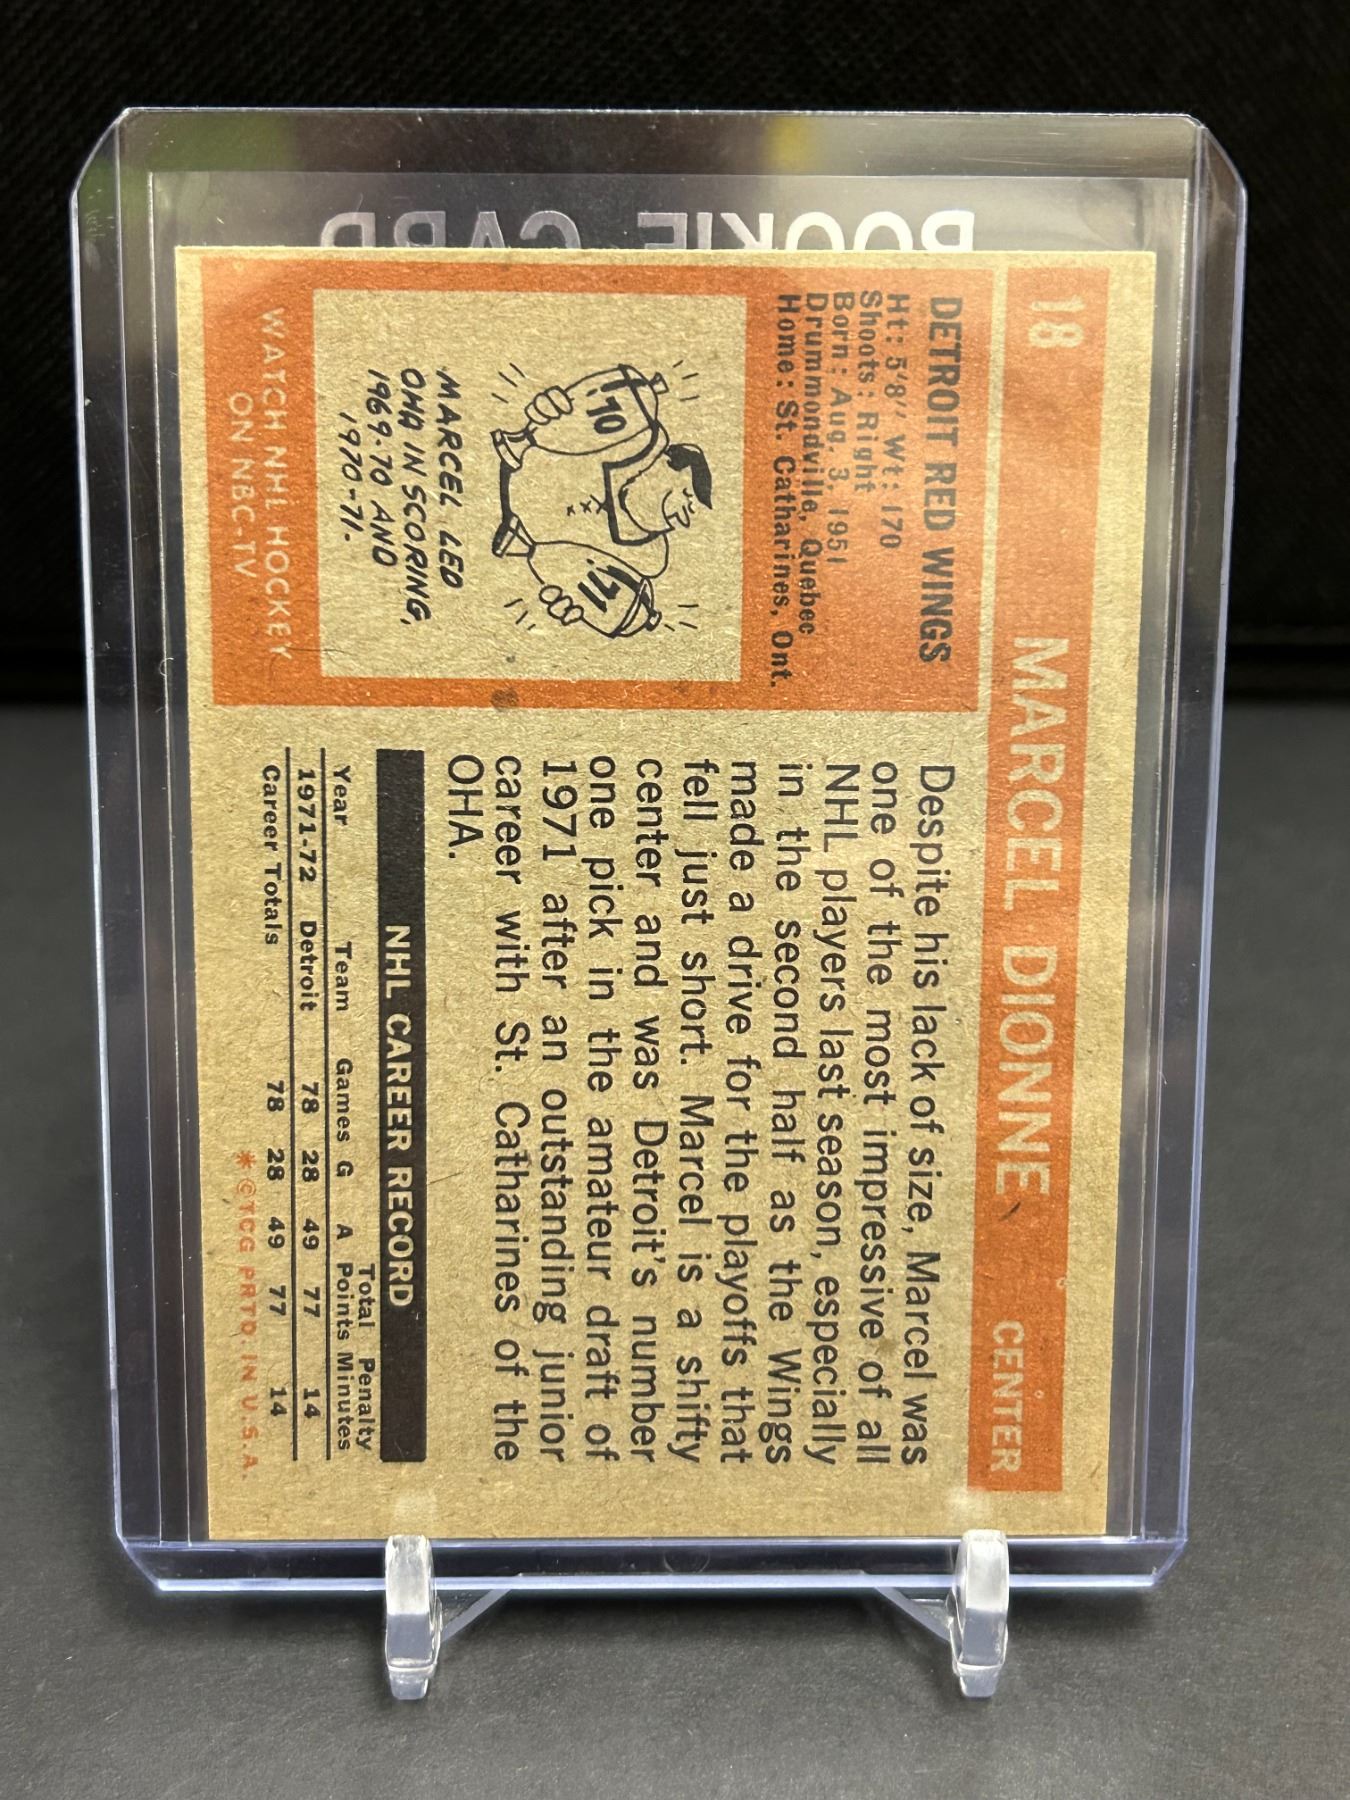 ROOKIE CARD
18 MARCEL DIONNE CENTER
DETROIT RED WINGS
Ht: 5'8" Wt: 170
Shoots: Right
Born: Aug. 3, 1951
Drummondville, Quebec
Home: St. Catharines, Ont.
'70
'71
MARCEL LED
OHA IN SCORING,
1969-70 AND
1970-71.
WATCH NHL HOCKEY
ON NBC-TV
Despite his lack of size, Marcel was
one of the most impressive of all
NHL players last season, especially
in the second half as the Wings
made a drive for the playoffs that
fell just short. Marcel is a shifty
center and was Detroit's number
one pick in the amateur draft of
1971 after an outstanding junior
career with St. Catharines of the
OHA.
NHL CAREER RECORD
Total Penalty
Year Team Games G A Points Minutes
1971-72 Detroit 78 28 49 77 14
Career Totals 78 28 49 77 14
* ©TCG PRTD. IN U.S.A.